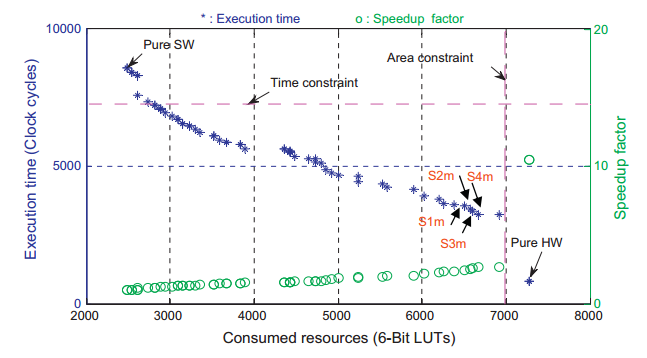 * : Execution time
o : Speedup factor
10000
20
Pure SW
Area constraint
Time constraint
Execution time (Clock cycles)
5000
10
Speedup factor
S2m
S4m
S1m
S3m
Pure HW
0
0
2000
3000
4000
5000
6000
7000
8000
Consumed resources (6-Bit LUTs)